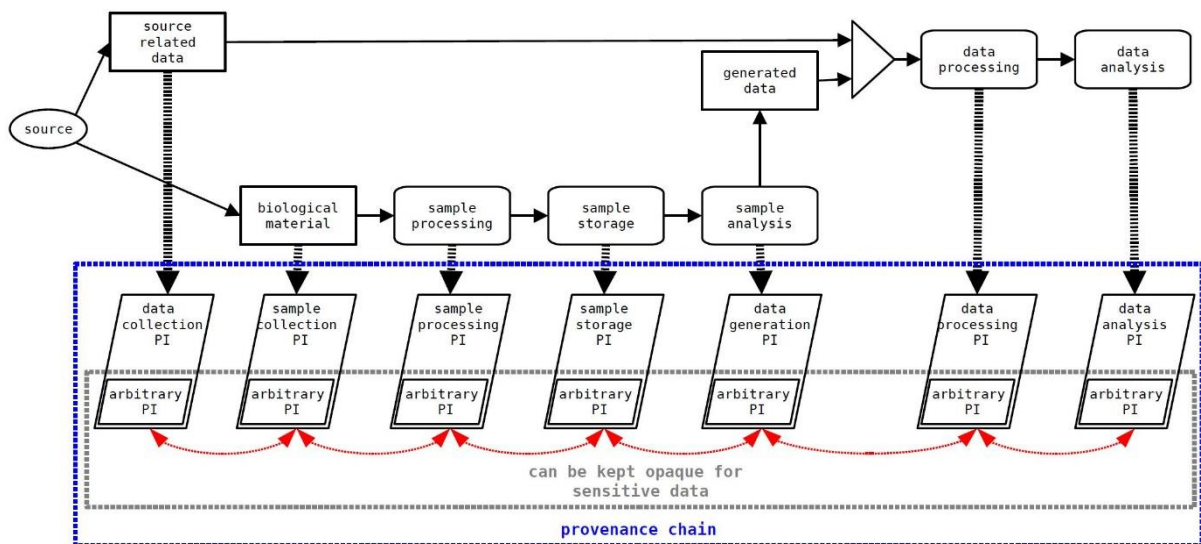 source
related
data
generated
data
data
processing
data
analysis
source
biological
material
sample
processing
sample
storage
sample
analysis
data
collection
PI
sample
collection
PI
sample
processing
PI
sample
storage
PI
data
generation
PI
data
processing
PI
data
analysis
PI
arbitrary
PI
arbitrary
PI
arbitrary
PI
arbitrary
PI
arbitrary
PI
arbitrary
PI
arbitrary
PI
can be kept opaque for
sensitive data
provenance chain